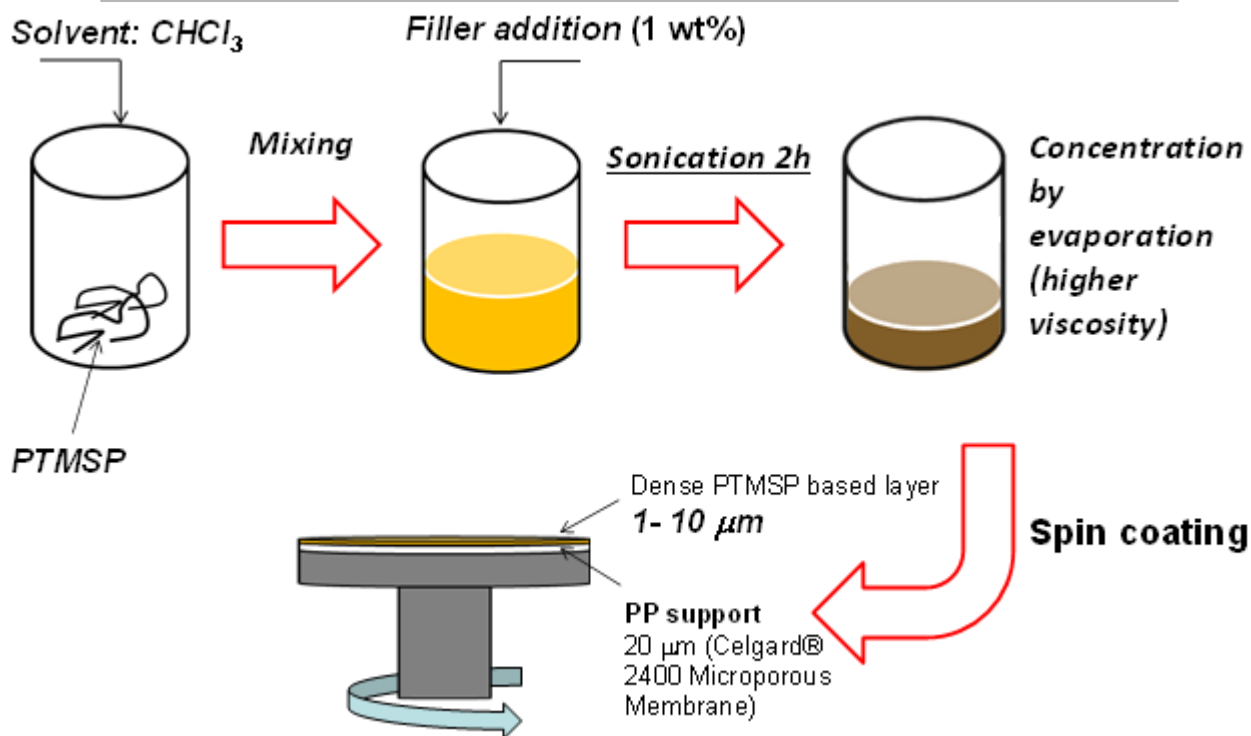 Solvent: CHCl₃
Filler addition (1 wt%)
Mixing
Sonication 2h
Concentration
by
evaporation
(higher
viscosity)
PTMSP
Dense PTMSP based layer
1- 10 μm
Spin coating
PP support
20 μm (Celgard®
2400 Microporous
Membrane)